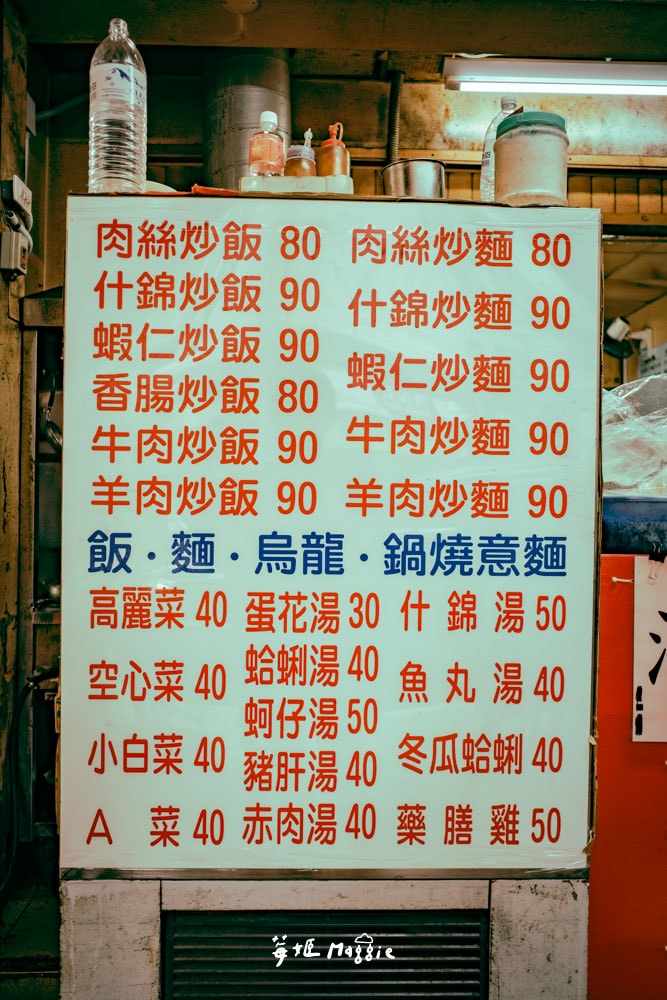 肉絲炒飯 80 肉絲炒麵 80
什錦炒飯 90 什錦炒麵 90
蝦仁炒飯 90 蝦仁炒麵 90
香腸炒飯 80
牛肉炒飯 90 牛肉炒麵 90
羊肉炒飯 90 羊肉炒麵 90
飯・麵・烏龍・鍋燒意麵
高麗菜 40 蛋花湯 30 什錦湯 50
蛤蜊湯 40
空心菜 40 魚丸湯 40
蚵仔湯 50
小白菜 40 豬肝湯 40 冬瓜蛤蜊 40
A菜 40 赤肉湯 40 藥膳雞 50
莓姬 Maggie